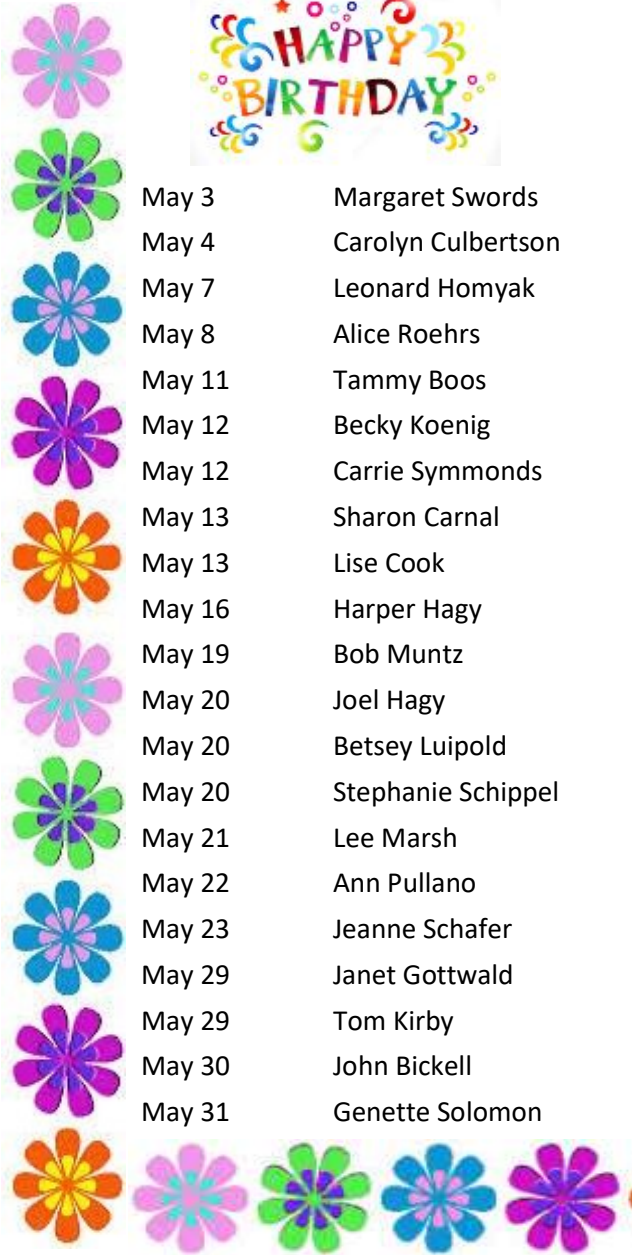 HAPPY
BIRTHDAY
May 3 Margaret Swords
May 4 Carolyn Culbertson
May 7 Leonard Homyak
May 8 Alice Roehrs
May 11 Tammy Boos
May 12 Becky Koenig
May 12 Carrie Symmonds
May 13 Sharon Carnal
May 13 Lise Cook
May 16 Harper Hagy
May 19 Bob Muntz
May 20 Joel Hagy
May 20 Betsey Luipold
May 20 Stephanie Schippel
May 21 Lee Marsh
May 22 Ann Pullano
May 23 Jeanne Schafer
May 29 Janet Gottwald
May 29 Tom Kirby
May 30 John Bickell
May 31 Genette Solomon